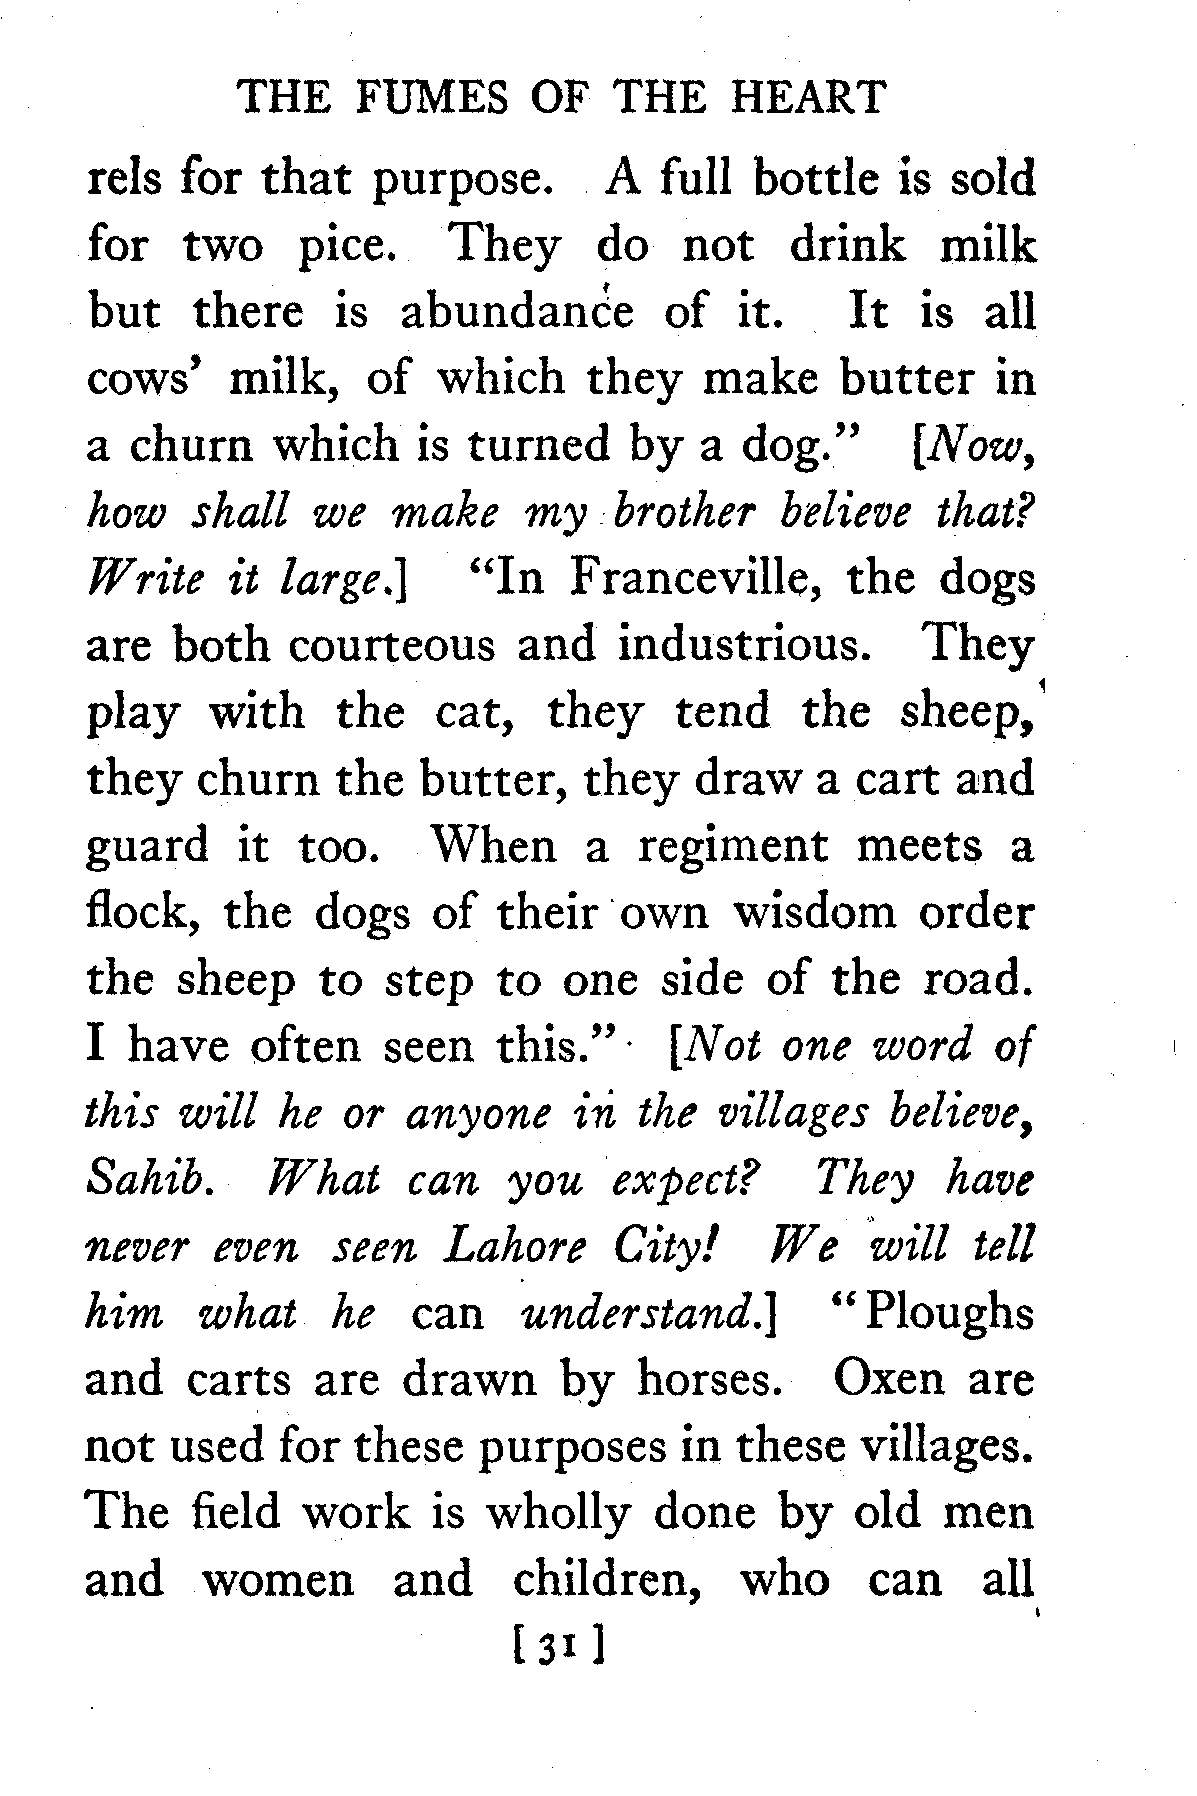 THE FUMES OF THE HEART
rels for that purpose. A full bottle is sold
for two pice. They do not drink milk
but there is abundance of it. It is all
cows' milk, of which they make butter in
a churn which is turned by a dog." [Now,
how shall we make my brother believe that?
Write it large.] "In Franceville, the dogs
are both courteous and industrious. They
play with the cat, they tend the sheep,
they churn the butter, they draw a cart and
guard it too. When a regiment meets a
flock, the dogs of their own wisdom order
the sheep to step to one side of the road.
I have often seen this." [Not one word of
this will he or anyone in the villages believe,
Sahib. What can you expect? They have
never even seen Lahore City! We will tell
him what he can understand.] "Ploughs
and carts are drawn by horses. Oxen are
not used for these purposes in these villages.
The field work is wholly done by old men
and women and children, who can all
[31]